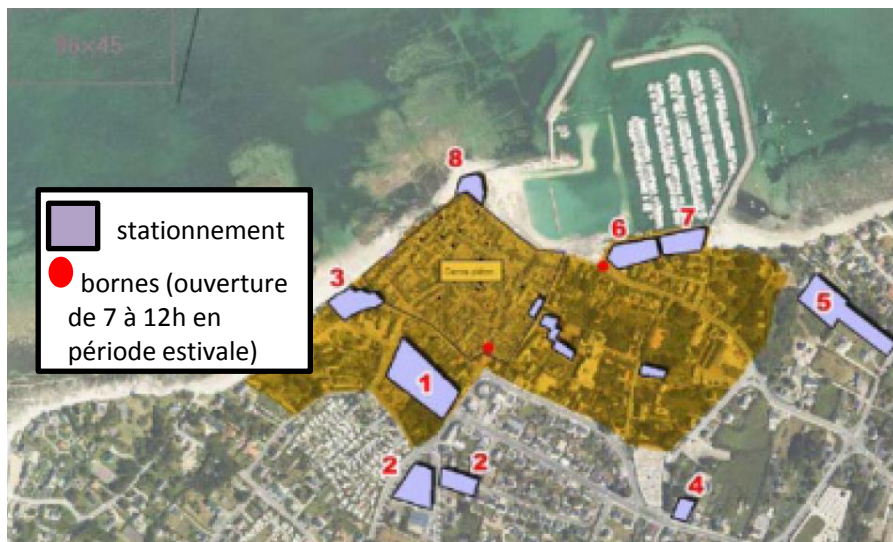 8
6
7
stationnement
bornes (ouverture
de 7 à 12h en
période estivale)
3
5
1
2
2
4